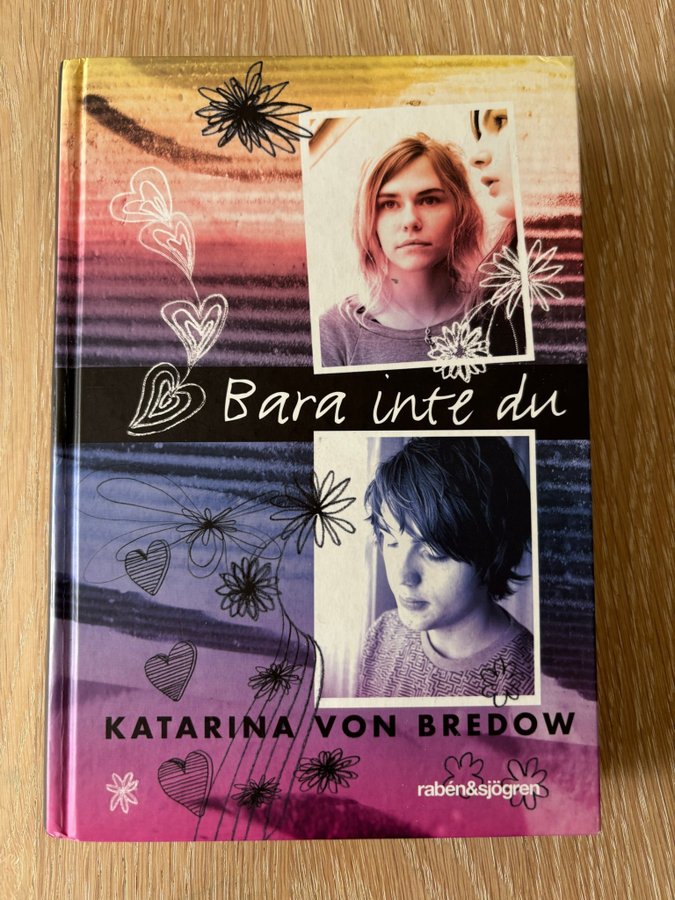 Bara inte du
KATARINA VON BREDOW
rabén&sjögren